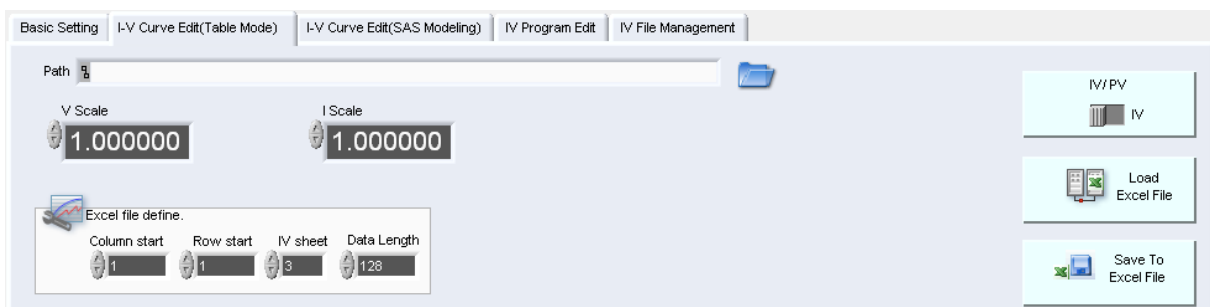 Basic Setting I-V Curve Edit(Table Mode) I-V Curve Edit(SAS Modeling) IV Program Edit IV File Management
Path
IV/PV
IV
V Scale I Scale
1.000000 1.000000
Load
Excel File
Excel file define.
Column start Row start IV sheet Data Length
1 1 3 128
Save To
Excel File